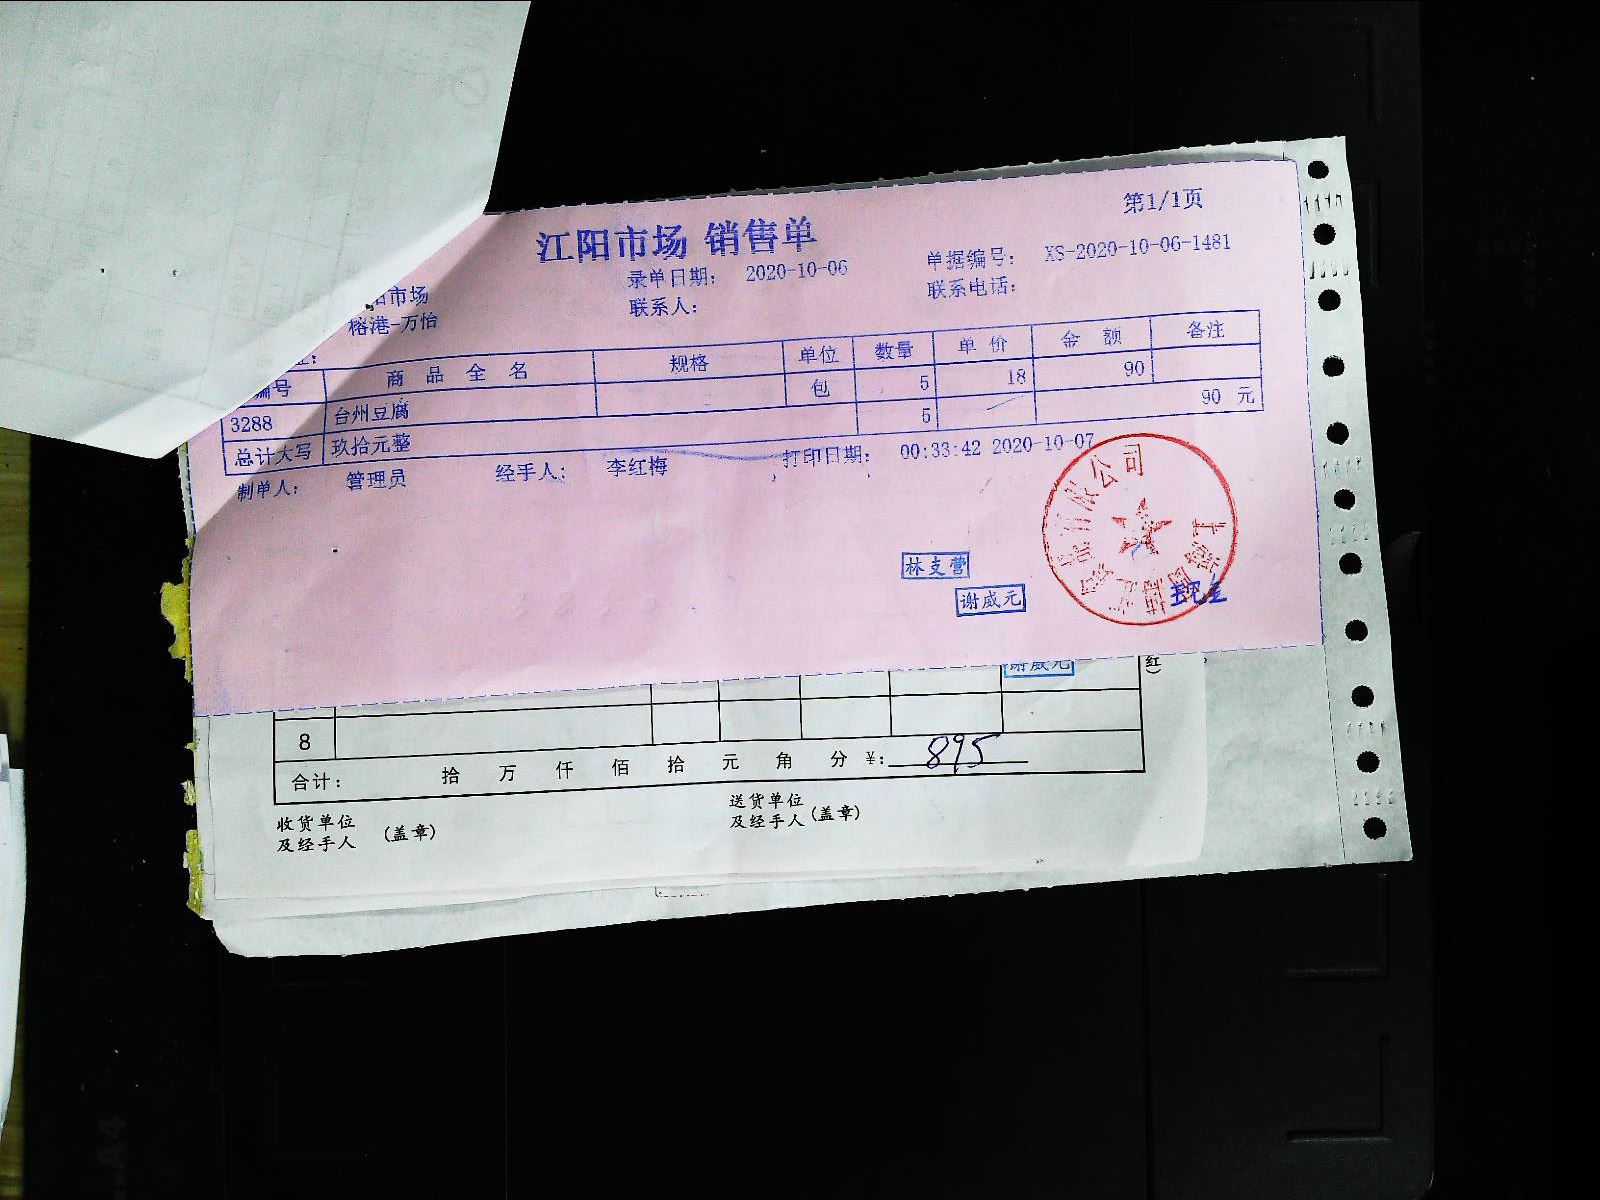 第1/1页
江阳市场 销售单
录单日期： 2020-10-06
单据编号： XS-2020-10-06-1481
市场
联系人：
联系电话：
榕港-万怡
编号 商品全名 规格 单位 数量 单价 金额 备注
3288 台州豆腐 包 5 18 90
总计大写 玖拾元整 5 90 元
制单人： 管理员 经手人： 李红梅 打印日期： 00:33:42 2020-10-07
公司
林支营
谢威元
谢威元
红）
8
合计： 拾 万 仟 佰 拾 元 角 分 ¥: 895
收货单位
及经手人 (盖章)
送货单位
及经手人 (盖章)